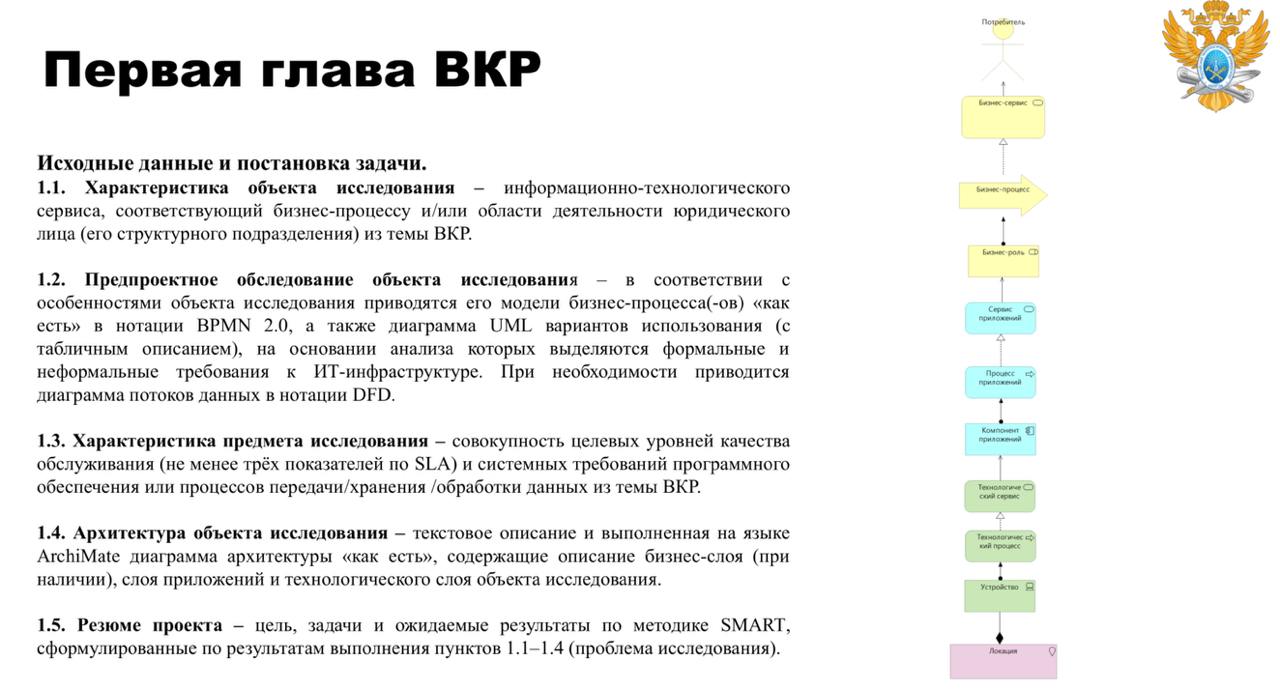 Первая глава ВКР
Исходные данные и постановка задачи.
1.1. Характеристика объекта исследования – информационно-технологического
сервиса, соответствующий бизнес-процессу и/или области деятельности юридического
лица (его структурного подразделения) из темы ВКР.
1.2. Предпроектное обследование объекта исследования – в соответствии с
особенностями объекта исследования приводятся его модели бизнес-процесса(-ов) «как
есть» в нотации BPMN 2.0, а также диаграмма UML вариантов использования (с
табличным описанием), на основании анализа которых выделяются формальные и
неформальные требования к ИТ-инфраструктуре. При необходимости приводится
диаграмма потоков данных в нотации DFD.
1.3. Характеристика предмета исследования – совокупность целевых уровней качества
обслуживания (не менее трёх показателей по SLA) и системных требований программного
обеспечения или процессов передачи/хранения /обработки данных из темы ВКР.
1.4. Архитектура объекта исследования – текстовое описание и выполненная на языке
ArchiMate диаграмма архитектуры «как есть», содержащие описание бизнес-слоя (при
наличии), слоя приложений и технологического слоя объекта исследования.
1.5. Резюме проекта – цель, задачи и ожидаемые результаты по методике SMART,
сформулированные по результатам выполнения пунктов 1.1–1.4 (проблема исследования).
Потребитель
Бизнес-сервис
Бизнес-процесс
Бизнес-роль
Сервис
приложений
Процесс
приложений
Компонент
приложений
Технологиче
ский сервис
Технологичес
кий процесс
Устройство
Локация